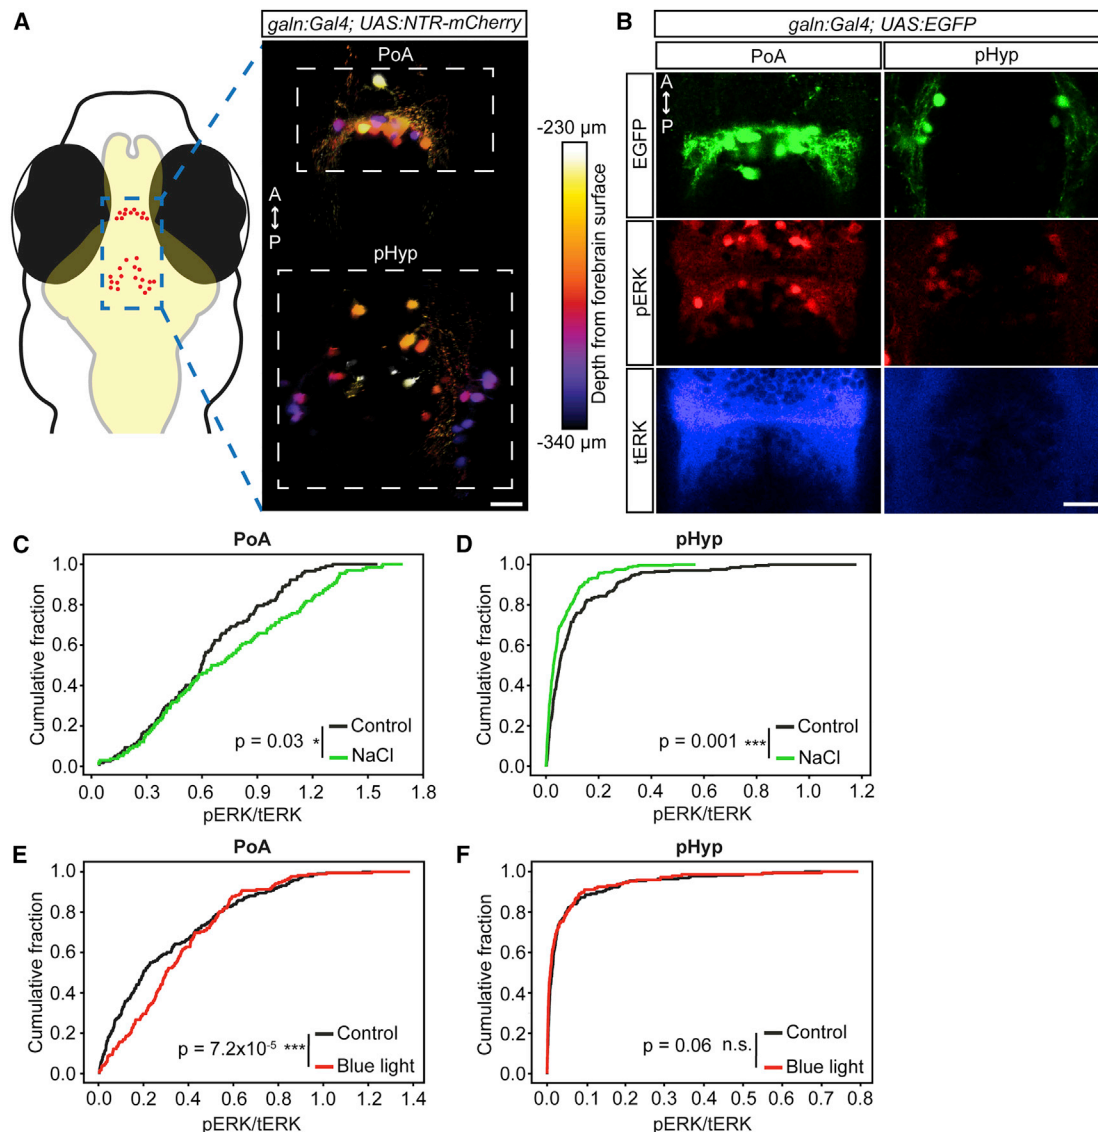 A
galn:Gal4; UAS:NTR-mCherry
PoA
A
P
pHyp
-230 µm
Depth from forebrain surface
-340 µm
B
galn:Gal4; UAS:EGFP
PoA
pHyp
A
P
EGFP
pERK
tERK
C
PoA
Cumulative fraction
1.0
0.8
0.6
0.4
0.2
0.0
p = 0.03 *
Control
NaCl
0.0 0.3 0.6 0.9 1.2 1.5 1.8
pERK/tERK
D
pHyp
Cumulative fraction
1.0
0.8
0.6
0.4
0.2
0.0
p = 0.001 ***
Control
NaCl
0.0 0.2 0.4 0.6 0.8 1.0 1.2
pERK/tERK
E
PoA
Cumulative fraction
1.0
0.8
0.6
0.4
0.2
0.0
p = 7.2x10⁻⁵ ***
Control
Blue light
0.0 0.2 0.4 0.6 0.8 1.0 1.2 1.4
pERK/tERK
F
pHyp
Cumulative fraction
1.0
0.8
0.6
0.4
0.2
0.0
p = 0.06 n.s.
Control
Blue light
0.0 0.1 0.2 0.3 0.4 0.5 0.6 0.7 0.8
pERK/tERK